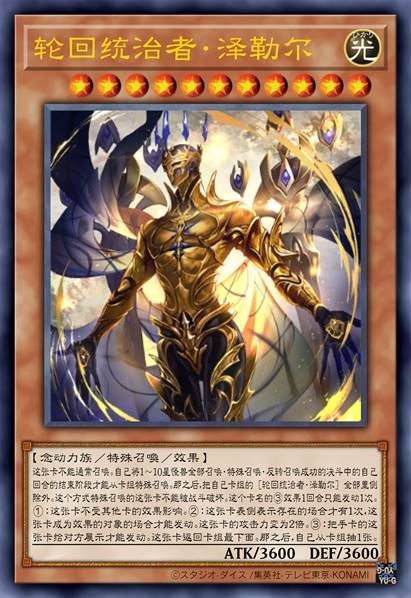 轮回统治者·泽勒尔
ひかり
光
【念动力族／特殊召唤／效果】
这张卡不能通常召唤。自己将1～10星怪兽全部召唤·特殊召唤·反转召唤成功的决斗中的自己
回合的结束阶段才能从卡组特殊召唤。那之后，把自己卡组的［轮回统治者·泽勒尔］全部里侧
除外。这个方式特殊召唤的这张卡不能被战斗破坏。这个卡名的③效果1回合只能发动1次。
①：这张卡不受其他卡的效果影响。②：这张卡表侧表示存在的场合才有1次，这
张卡成为效果的对象的场合才能发动。这张卡的攻击力变为2倍。③：把手卡的这
张卡给对方展示才能发动。这张卡返回卡组最下面。那之后，自己从卡组抽1张。
ATK/3600 DEF/3600
©スタジオ·ダイス /集英社·テレビ東京·KONAMI